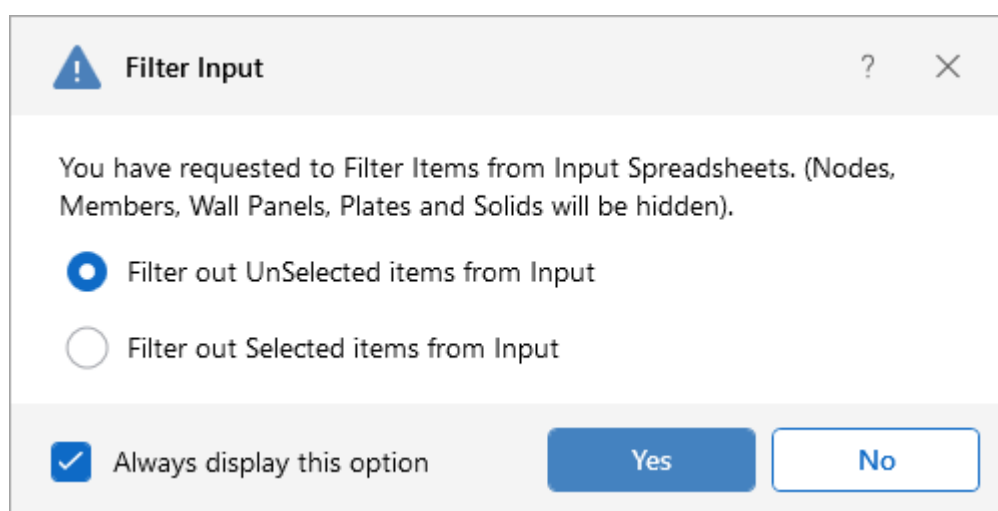 Filter Input
You have requested to Filter Items from Input Spreadsheets. (Nodes,
Members, Wall Panels, Plates and Solids will be hidden).
Filter out UnSelected items from Input
Filter out Selected items from Input
Always display this option
Yes
No